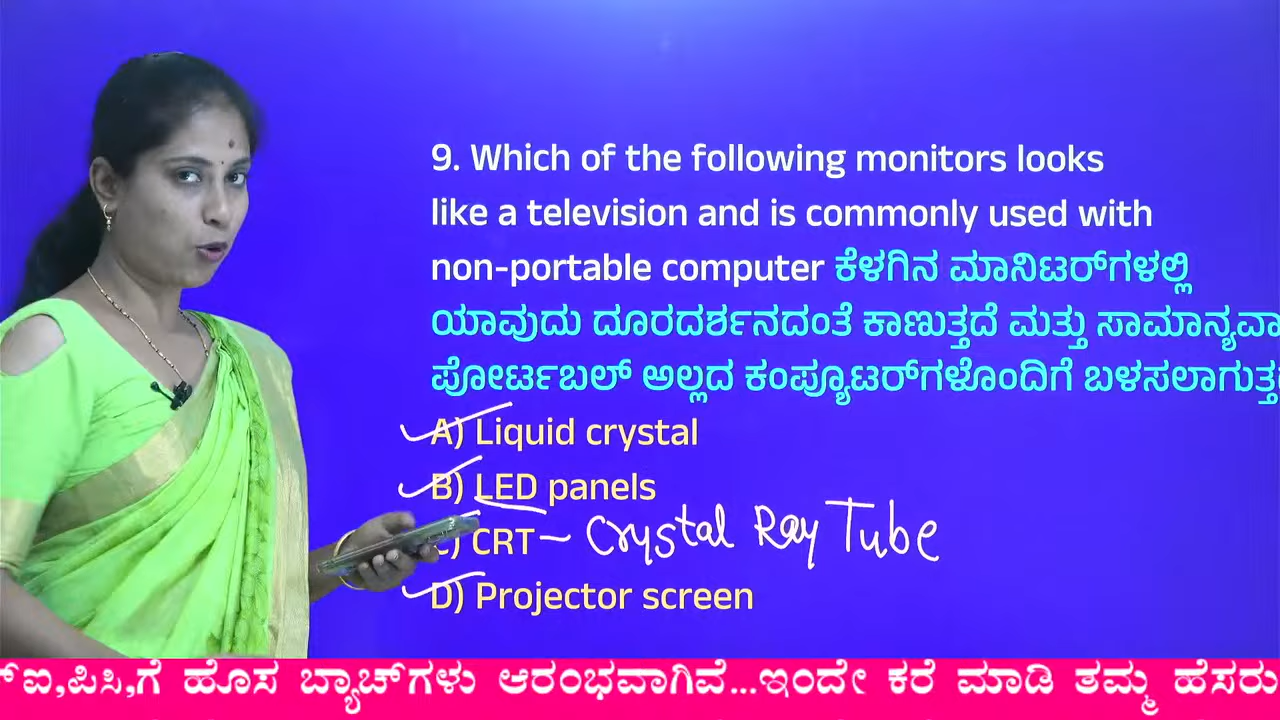 9. Which of the following monitors looks
like a television and is commonly used with
non-portable computer ಕೆಳಗಿನ ಮಾನಿಟರ್‌ಗಳಲ್ಲಿ
ಯಾವುದು ದೂರದರ್ಶನದಂತೆ ಕಾಣುತ್ತದೆ ಮತ್ತು ಸಾಮಾನ್ಯವಾ
ಪೋರ್ಟಬಲ್ ಅಲ್ಲದ ಕಂಪ್ಯೂಟರ್‌ಗಳೊಂದಿಗೆ ಬಳಸಲಾಗುತ್ತ
A) Liquid crystal
B) LED panels
C) CRT - Crystal Ray Tube
D) Projector screen
್‌ಐ,ಪಿಸಿ,ಗೆ ಹೊಸ ಬ್ಯಾಚ್‌ಗಳು ಆರಂಭವಾಗಿವೆ...ಇಂದೇ ಕರೆ ಮಾಡಿ ತಮ್ಮ ಹೆಸರು